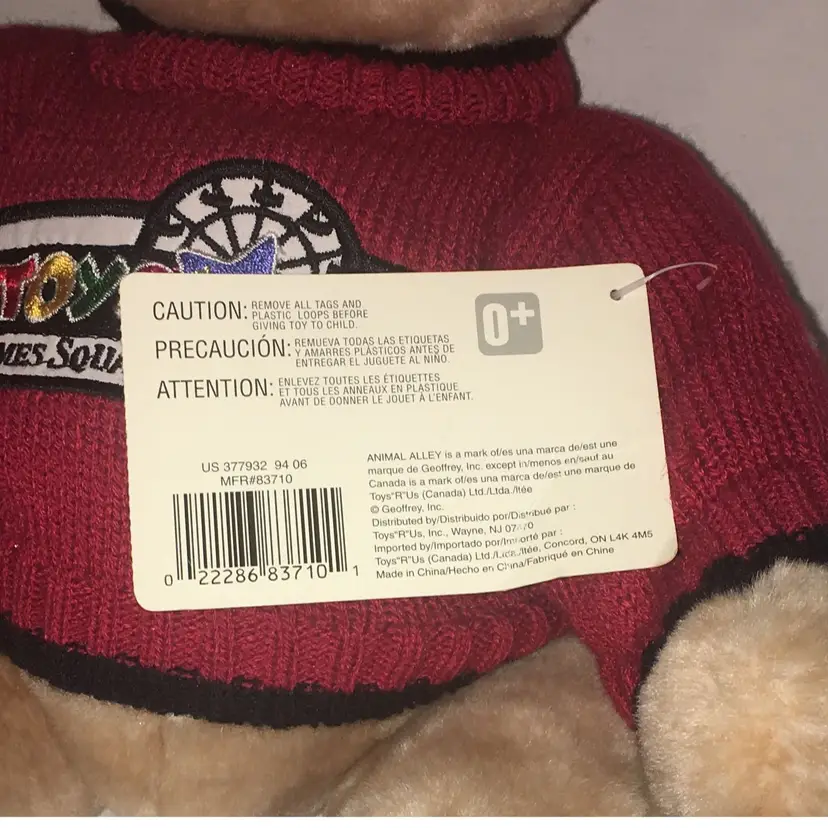 TOYS
MES SQUA
CAUTION: REMOVE ALL TAGS AND
PLASTIC LOOPS BEFORE
GIVING TOY TO CHILD.
PRECAUCIÓN: REMUEVA TODAS LAS ETIQUETAS
Y AMARRES PLÁSTICOS ANTES DE
ENTREGAR EL JUGUETE AL NIÑO.
ATTENTION: ENLEVEZ TOUTES LES ÉTIQUETTES
ET TOUS LES ANNEAUX EN PLASTIQUE
AVANT DE DONNER LE JOUET À L'ENFANT.
0+
US 377932 94 06
MFR#83710
0 22286 83710 1
ANIMAL ALLEY is a mark of/es una marca de/est une
marque de Geoffrey, Inc. except in/menos en/sauf au
Canada is a mark of/es una marca de/est une marque de
Toys"R"Us (Canada) Ltd./Ltda./ltée
© Geoffrey, Inc.
Distributed by/Distribuido por/Distribué par :
Toys"R"Us, Inc., Wayne, NJ
Imported by/Importado por/Importé par :
Toys"R"Us (Canada) Ltd./Ltda./ltée, Concord, ON L4K 4M5
Made in China/Hecho en China/Fabriqué en Chine